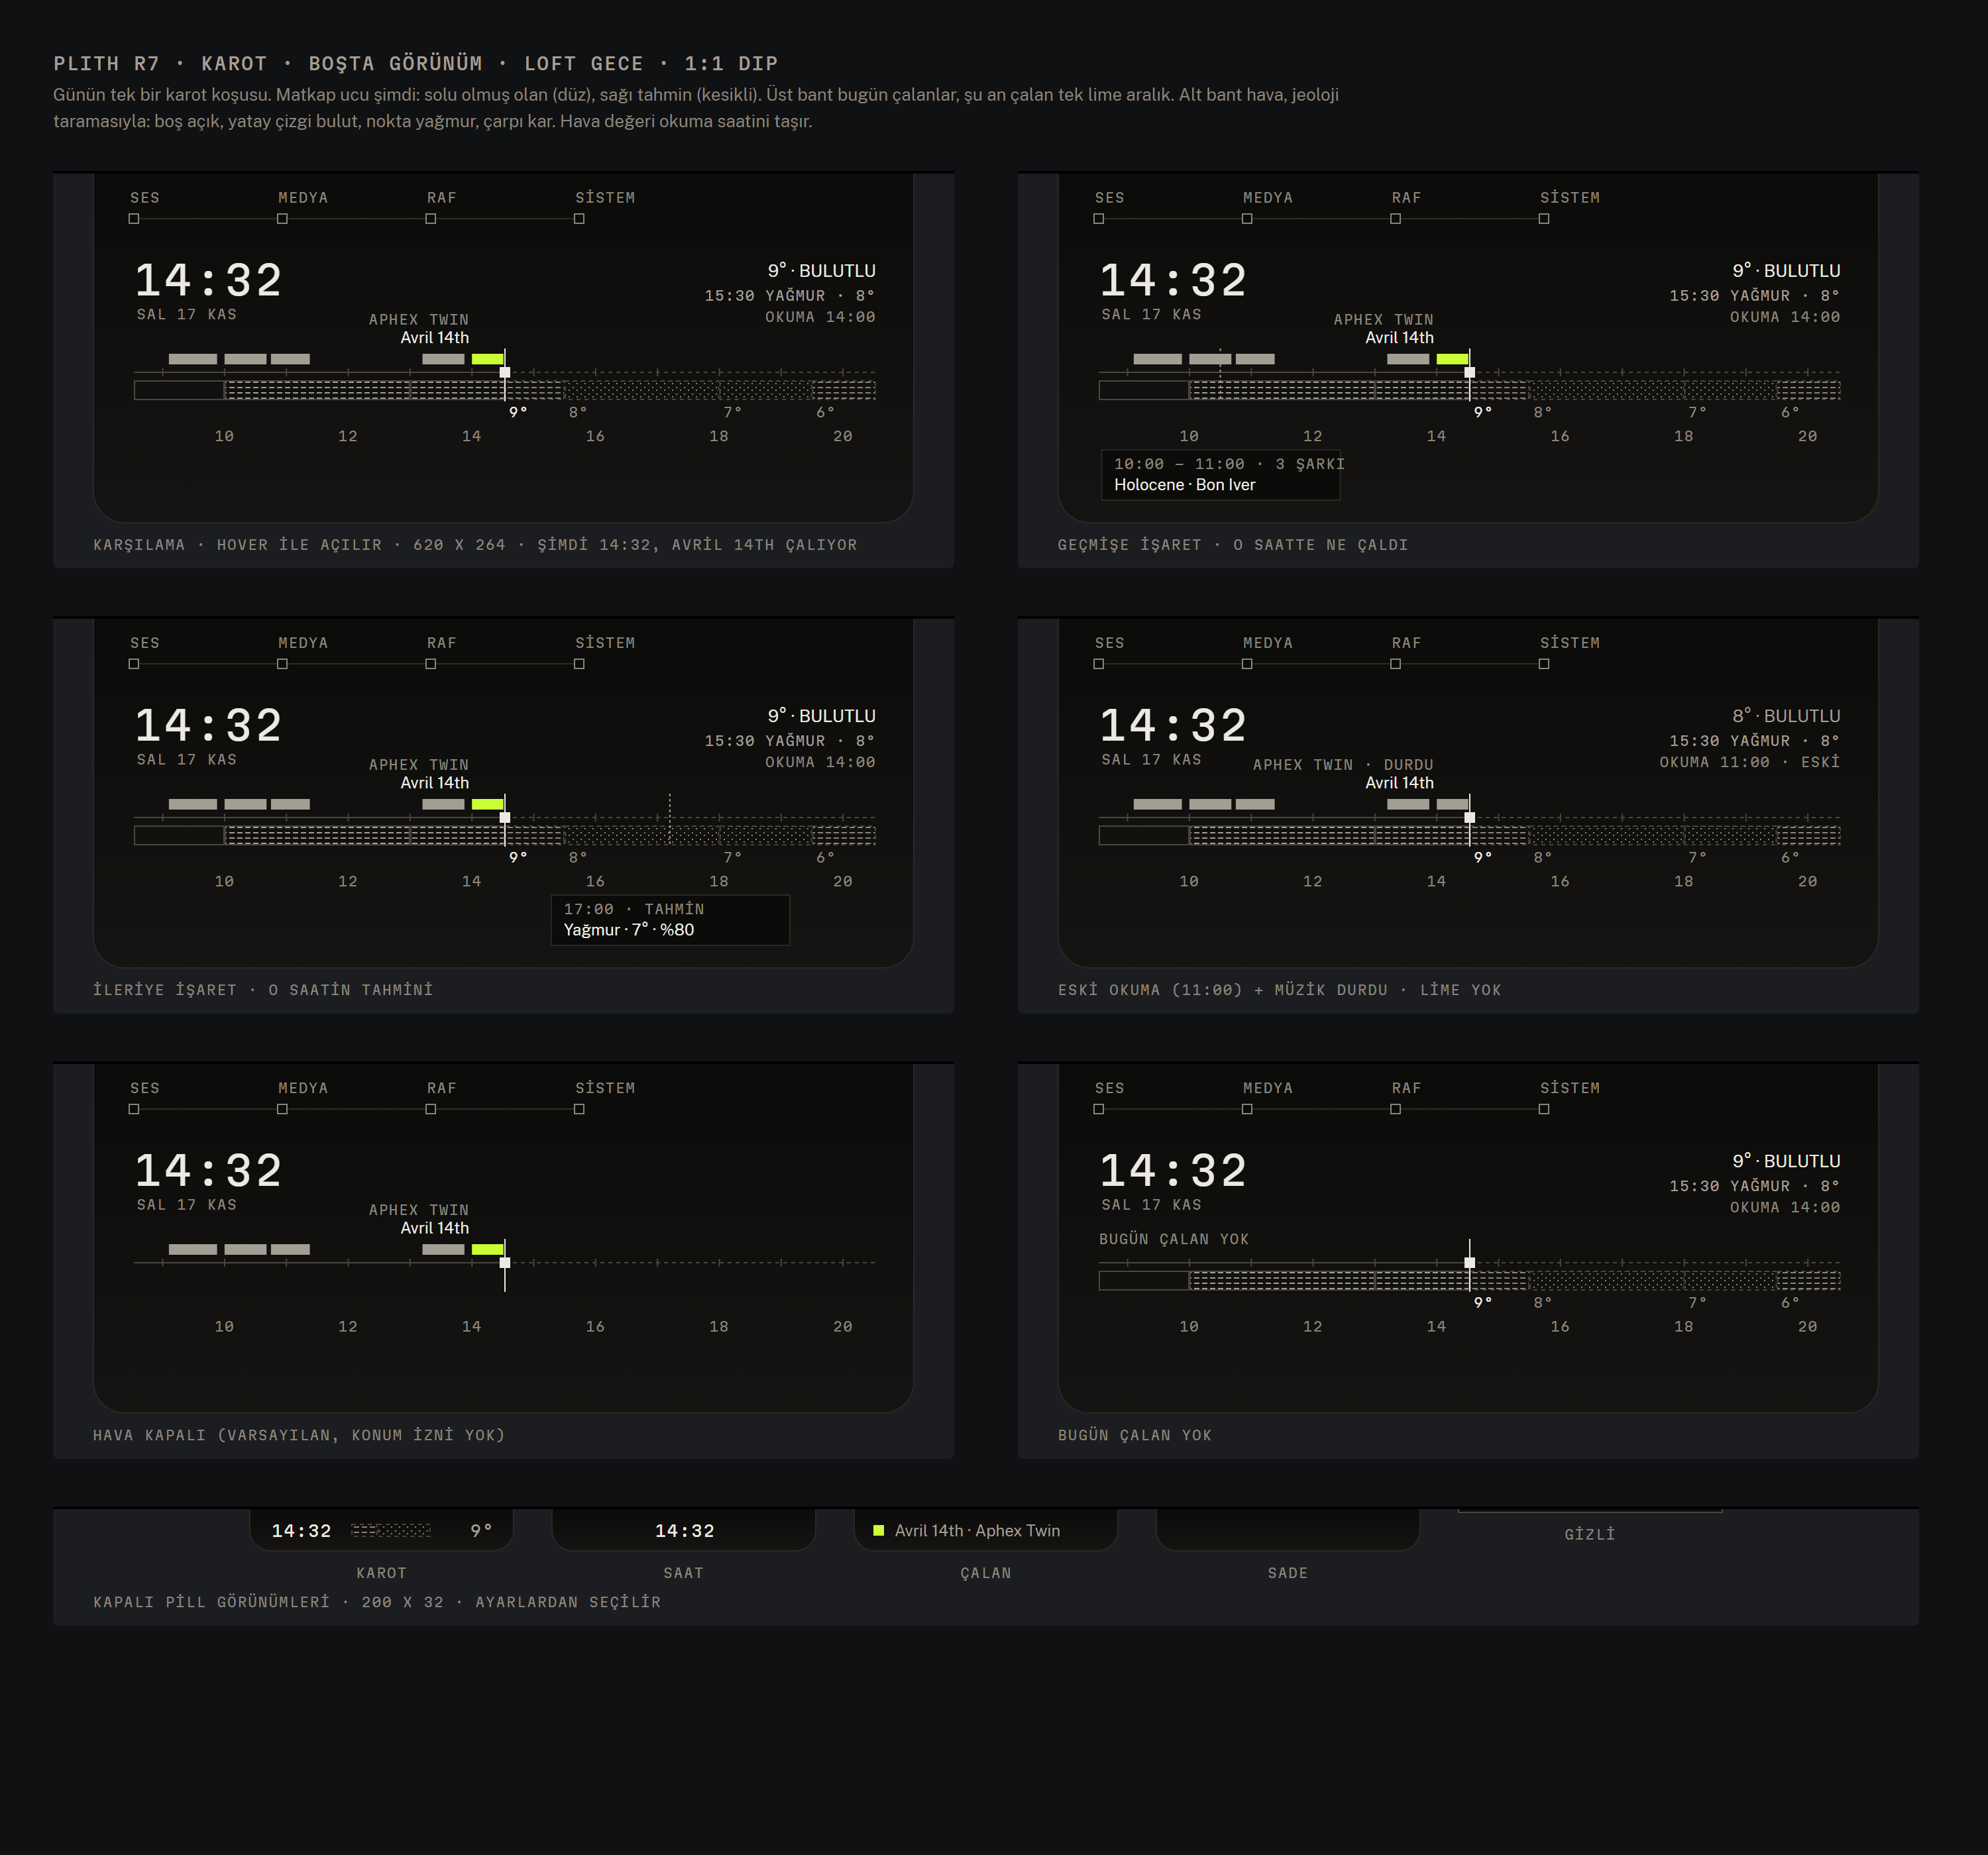 PLITH R7 · KAROT · BOŞTA GÖRÜNÜM · LOFT GECE · 1:1 DIP
Günün tek bir karot koşusu. Matkap ucu şimdi: solu olmuş olan (düz), sağı tahmin (kesikli). Üst bant bugün çalanlar, şu an çalan tek lime aralık. Alt bant hava, jeoloji
taramasıyla: boş açık, yatay çizgi bulut, nokta yağmur, çarpı kar. Hava değeri okuma saatini taşır.
SES MEDYA RAF SİSTEM
14:32
SAL 17 KAS
9° · BULUTLU
15:30 YAĞMUR · 8°
OKUMA 14:00
APHEX TWIN
Avril 14th
9° 8° 7° 6°
10 12 14 16 18 20
KARŞILAMA · HOVER İLE AÇILIR · 620 X 264 · ŞİMDİ 14:32, AVRİL 14TH ÇALIYOR
SES MEDYA RAF SİSTEM
14:32
SAL 17 KAS
9° · BULUTLU
15:30 YAĞMUR · 8°
OKUMA 14:00
APHEX TWIN
Avril 14th
9° 8° 7° 6°
10 12 14 16 18 20
10:00 – 11:00 · 3 ŞARKI
Holocene · Bon Iver
GEÇMİŞE İŞARET · O SAATTE NE ÇALDI
SES MEDYA RAF SİSTEM
14:32
SAL 17 KAS
9° · BULUTLU
15:30 YAĞMUR · 8°
OKUMA 14:00
APHEX TWIN
Avril 14th
9° 8° 7° 6°
10 12 14 16 18 20
17:00 · TAHMİN
Yağmur · 7° · %80
İLERİYE İŞARET · O SAATİN TAHMİNİ
SES MEDYA RAF SİSTEM
14:32
SAL 17 KAS
8° · BULUTLU
15:30 YAĞMUR · 8°
OKUMA 11:00 · ESKİ
APHEX TWIN · DURDU
Avril 14th
9° 8° 7° 6°
10 12 14 16 18 20
ESKİ OKUMA (11:00) + MÜZİK DURDU · LİME YOK
SES MEDYA RAF SİSTEM
14:32
SAL 17 KAS
APHEX TWIN
Avril 14th
10 12 14 16 18 20
HAVA KAPALI (VARSAYILAN, KONUM İZNİ YOK)
SES MEDYA RAF SİSTEM
14:32
SAL 17 KAS
9° · BULUTLU
15:30 YAĞMUR · 8°
OKUMA 14:00
BUGÜN ÇALAN YOK
9° 8° 7° 6°
10 12 14 16 18 20
BUGÜN ÇALAN YOK
14:32 9°
KAROT
14:32
SAAT
Avril 14th · Aphex Twin
ÇALAN
SADE
GİZLİ
KAPALI PİLL GÖRÜNÜMLERİ · 200 X 32 · AYARLARDAN SEÇİLİR